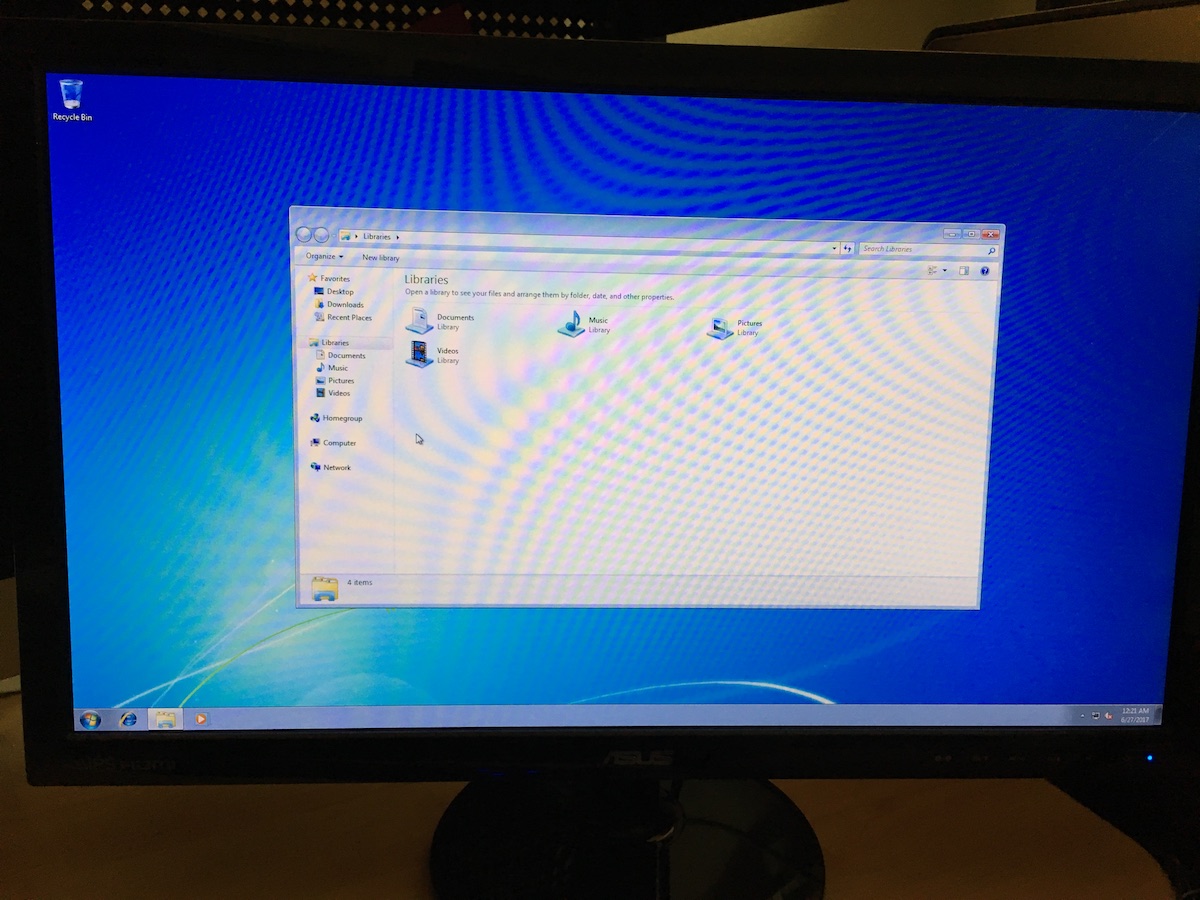 Recycle Bin
Libraries
Search Libraries
Organize
New library
Favorites
Desktop
Downloads
Recent Places
Libraries
Documents
Music
Pictures
Videos
Homegroup
Computer
Network
Libraries
Open a library to see your files and arrange them by folder, date, and other properties.
Documents
Library
Music
Library
Pictures
Library
Videos
Library
4 items
12:21 AM
6/27/2017
ASUS